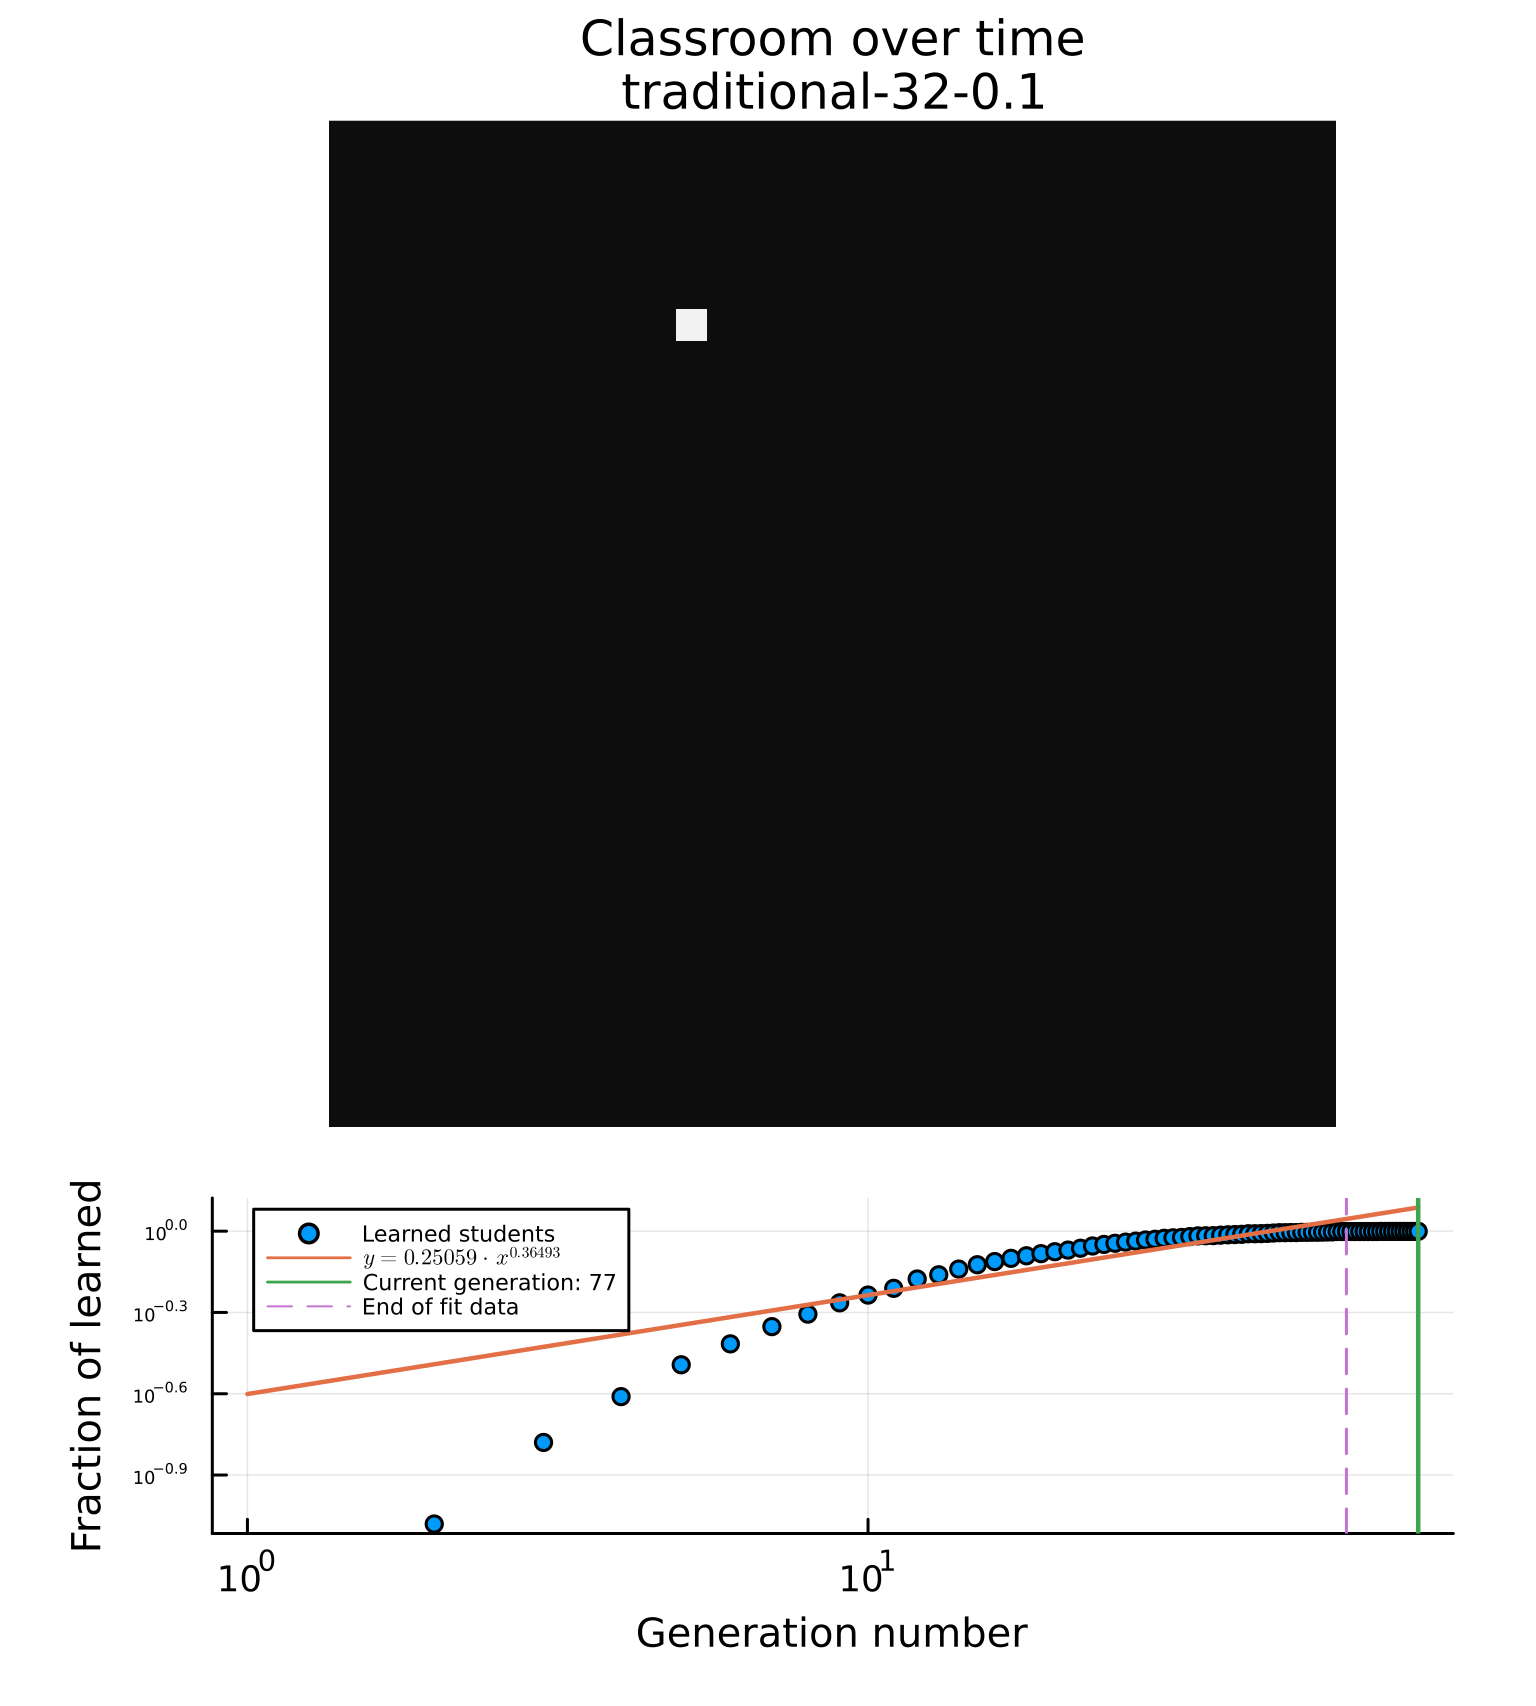 Classroom over time
traditional-32-0.1
Fraction of learned
10^0.0
10^−0.3
10^−0.6
10^−0.9
Learned students
y = 0.25059 · x^0.36493
Current generation: 77
End of fit data
10^0
10^1
Generation number